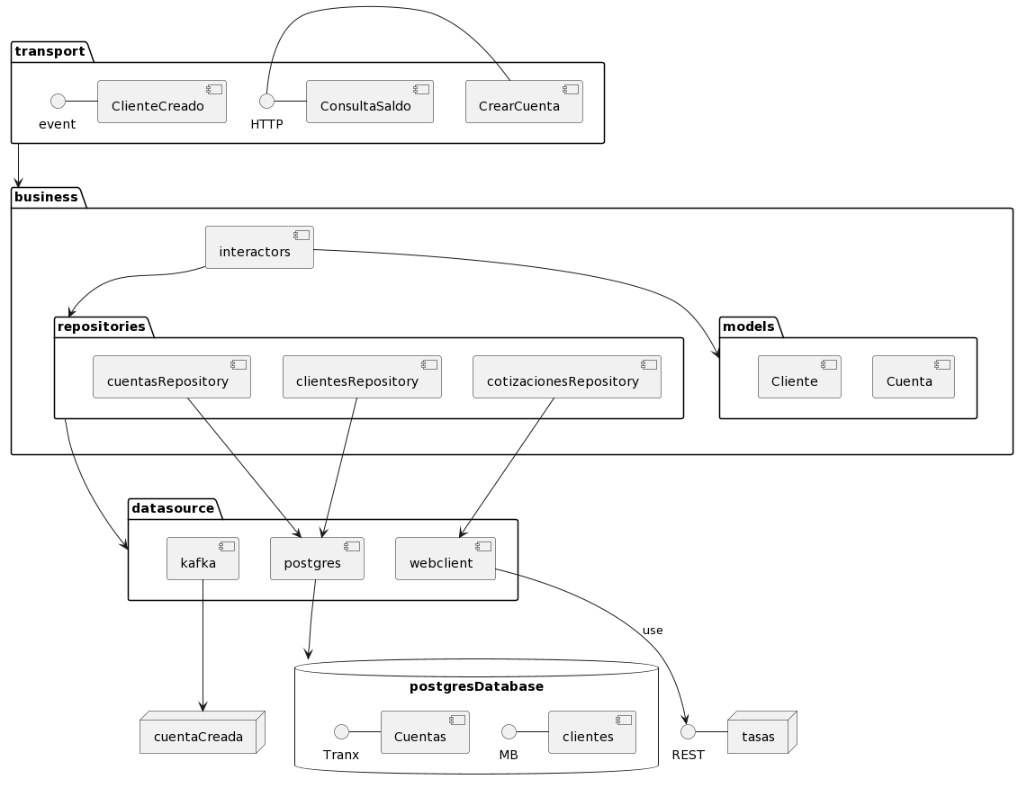 transport
ClienteCreado
ConsultaSaldo
CrearCuenta
event
HTTP
business
interactors
repositories
models
cuentasRepository
clientesRepository
cotizacionesRepository
Cliente
Cuenta
datasource
kafka
postgres
webclient
use
postgresDatabase
cuentaCreada
Cuentas
clientes
tasas
Tranx
MB
REST